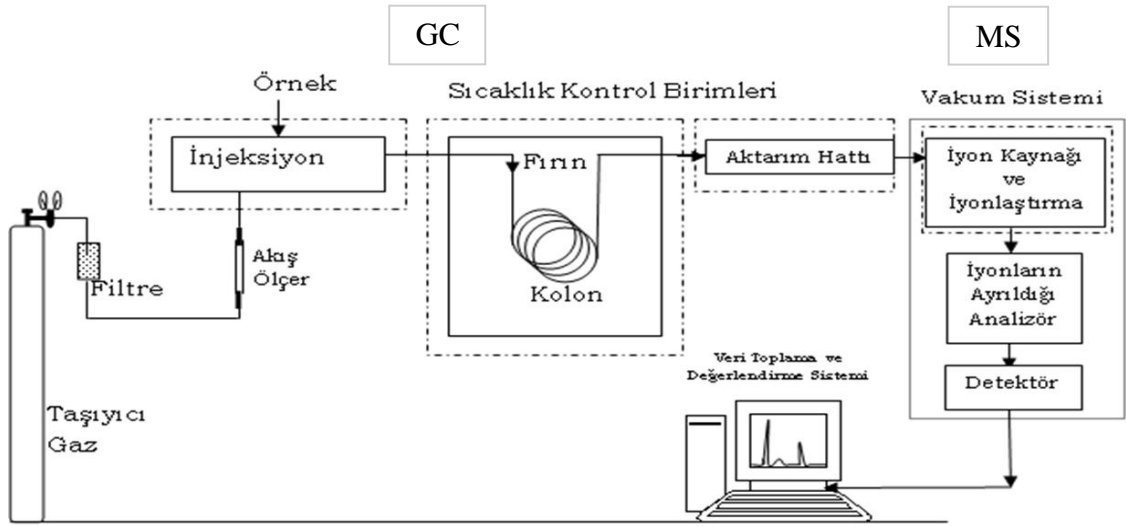 GC
MS
Örnek
Sıcaklık Kontrol Birimleri
Vakum Sistemi
İnjeksiyon
Fırın
Aktarım Hattı
İyon Kaynağı
ve
İyonlaştırma
Akış
Ölçer
Filtre
Kolon
İyonların
Ayrıldığı
Analizör
Veri Toplama ve
Değerlendirme Sistemi
Detektör
Taşıyıcı
Gaz